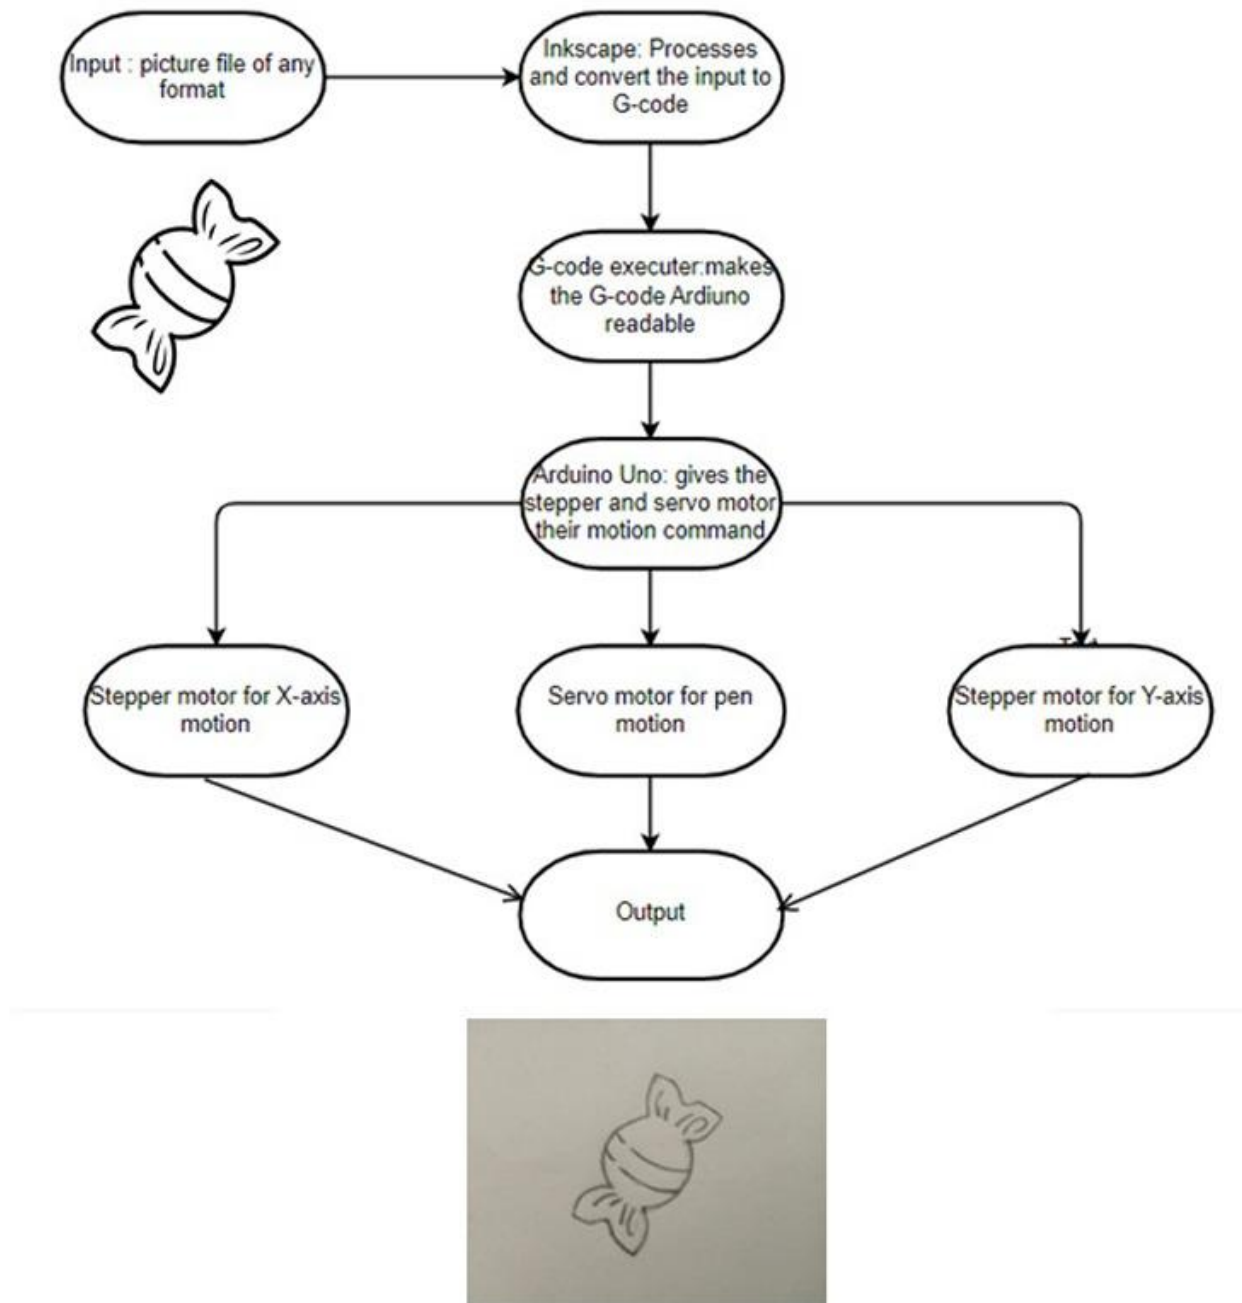 Input : picture file of any
format
Inkscape: Processes
and convert the input to
G-code
G-code executer:makes
the G-code Ardiuno
readable
Arduino Uno: gives the
stepper and servo motor
their motion command
Stepper motor for X-axis
motion
Servo motor for pen
motion
Stepper motor for Y-axis
motion
Output